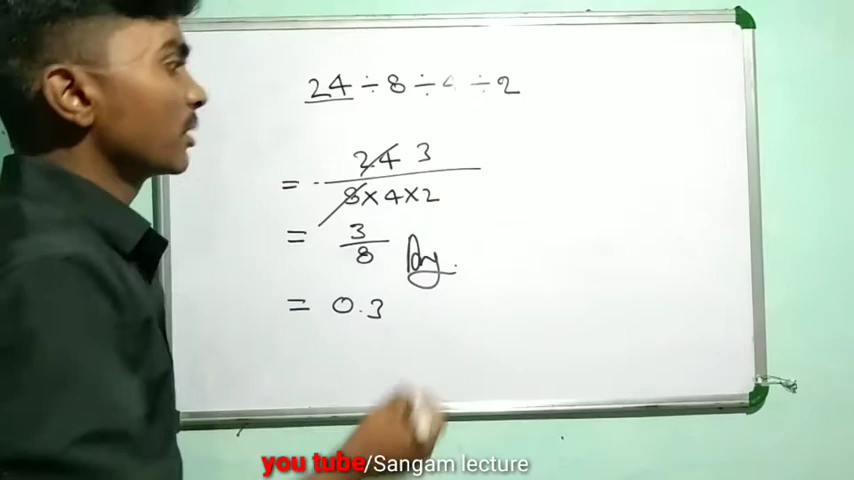 24 ÷ 8 ÷ 4 ÷ 2
= 24 3
8 × 4 × 2
= 3
8 Ans.
= 0.3
you tube/Sangam lecture